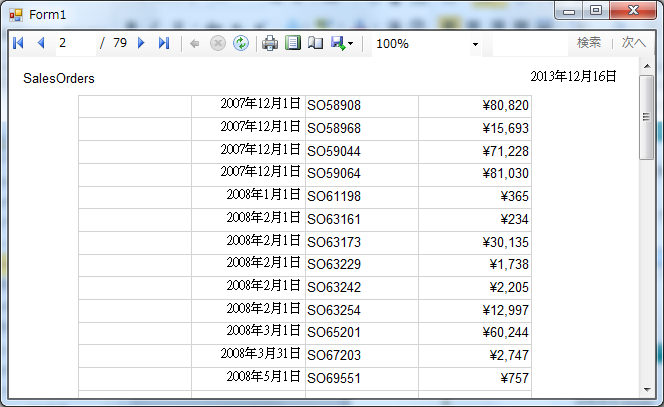 Form1
2 / 79 100% 検索 | 次へ
SalesOrders 2013年12月16日
2007年12月1日 SO58908 ¥80,820
2007年12月1日 SO58968 ¥15,693
2007年12月1日 SO59044 ¥71,228
2007年12月1日 SO59064 ¥81,030
2008年1月1日 SO61198 ¥365
2008年2月1日 SO63161 ¥234
2008年2月1日 SO63173 ¥30,135
2008年2月1日 SO63229 ¥1,738
2008年2月1日 SO63242 ¥2,205
2008年2月1日 SO63254 ¥12,997
2008年3月1日 SO65201 ¥60,244
2008年3月31日 SO67203 ¥2,747
2008年5月1日 SO69551 ¥757